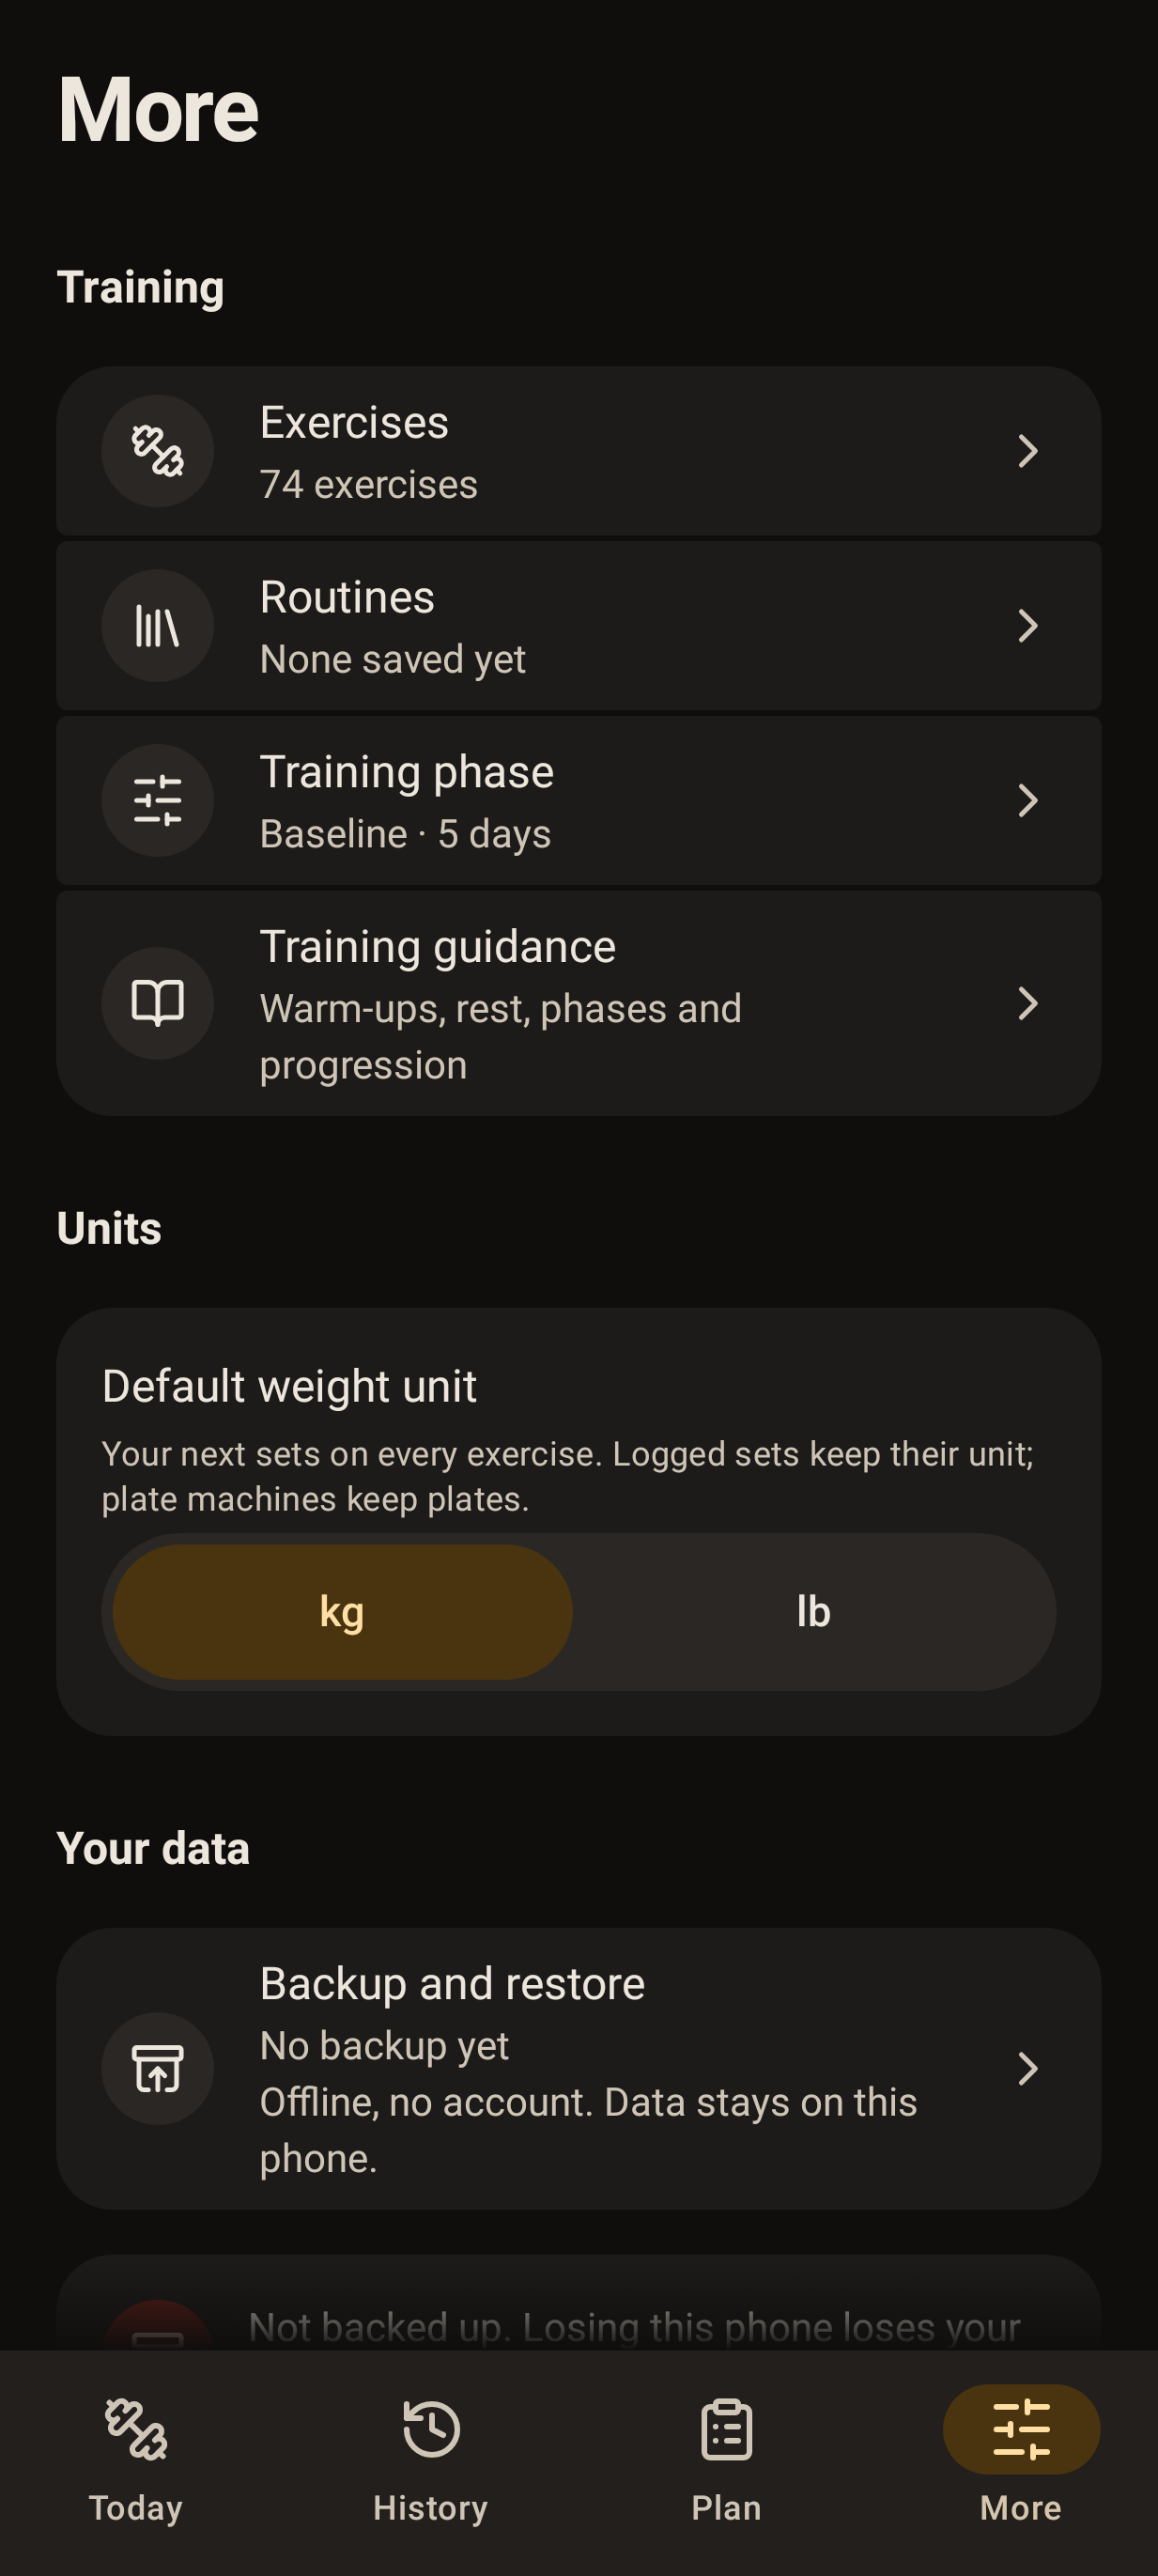 More
Training
Exercises
74 exercises
Routines
None saved yet
Training phase
Baseline · 5 days
Training guidance
Warm-ups, rest, phases and
progression
Units
Default weight unit
Your next sets on every exercise. Logged sets keep their unit;
plate machines keep plates.
kg
lb
Your data
Backup and restore
No backup yet
Offline, no account. Data stays on this
phone.
Not backed up. Losing this phone loses your
Today
History
Plan
More